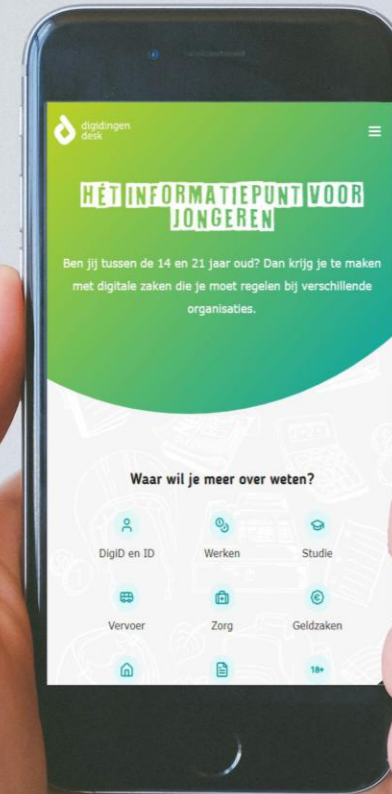 digidingen
desk
HÉT INFORMATIEPUNT VOOR
JONGEREN
Ben jij tussen de 14 en 21 jaar oud? Dan krijg je te maken
met digitale zaken die je moet regelen bij verschillende
organisaties.
Waar wil je meer over weten?
DigiD en ID
Werken
Studie
Vervoer
Zorg
Geldzaken
18+